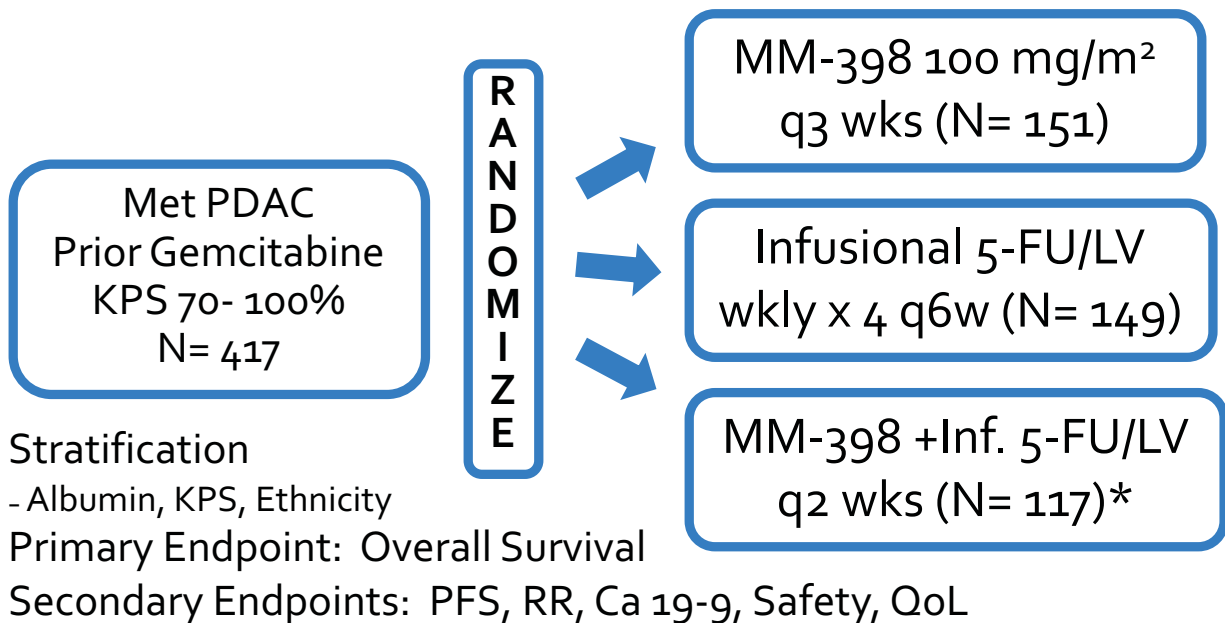 Met PDAC
Prior Gemcitabine
KPS 70- 100%
N= 417
R
A
N
D
O
M
I
Z
E
MM-398 100 mg/m²
q3 wks (N= 151)
Infusional 5-FU/LV
wkly x 4 q6w (N= 149)
MM-398 +Inf. 5-FU/LV
q2 wks (N= 117)*
Stratification
- Albumin, KPS, Ethnicity
Primary Endpoint: Overall Survival
Secondary Endpoints: PFS, RR, Ca 19-9, Safety, QoL